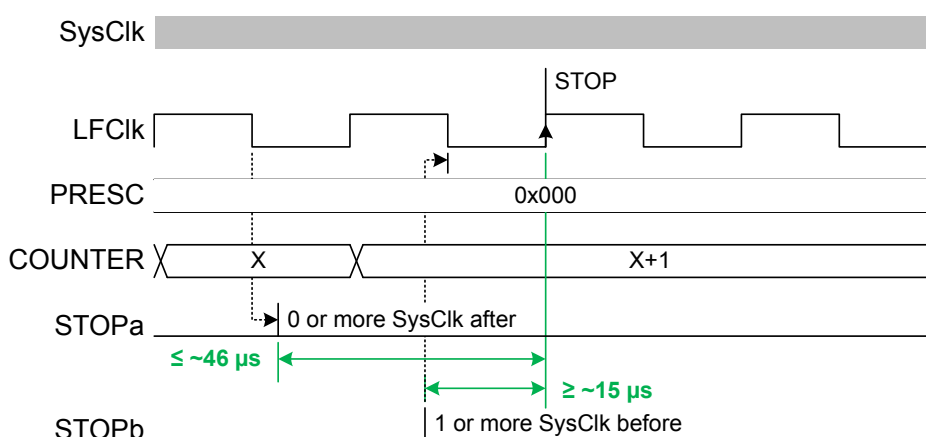 SysClk
STOP
LFClk
PRESC
0x000
COUNTER
X
X+1
STOPa
0 or more SysClk after
≤ ~46 µs
≥ ~15 µs
STOPb
1 or more SysClk before